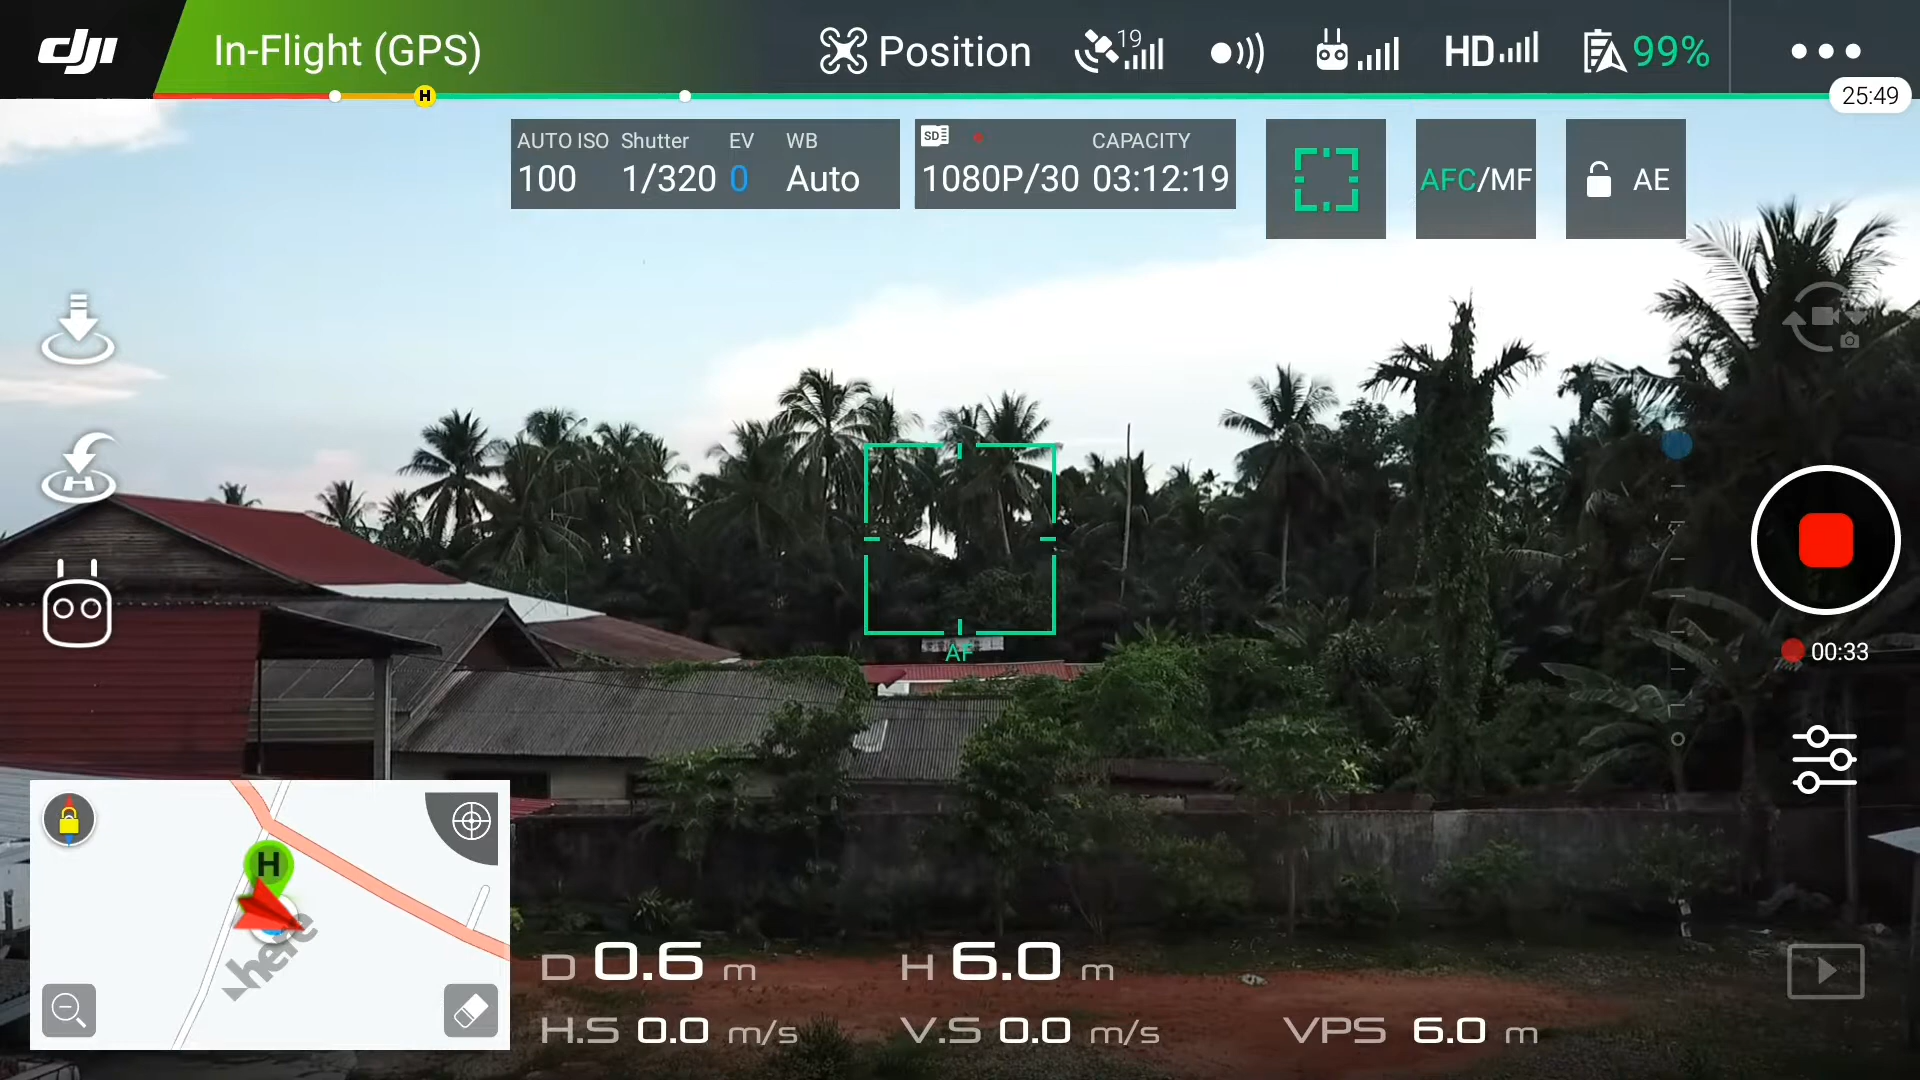 dji In-Flight (GPS) Position 19 HD 99%
H
25:49
AUTO ISO Shutter EV WB
100 1/320 0 Auto
SD CAPACITY
1080P/30 03:12:19
AFC/MF
AE
H
AF
00:33
H
here
D 0.6 m H 6.0 m
H.S 0.0 m/s V.S 0.0 m/s VPS 6.0 m